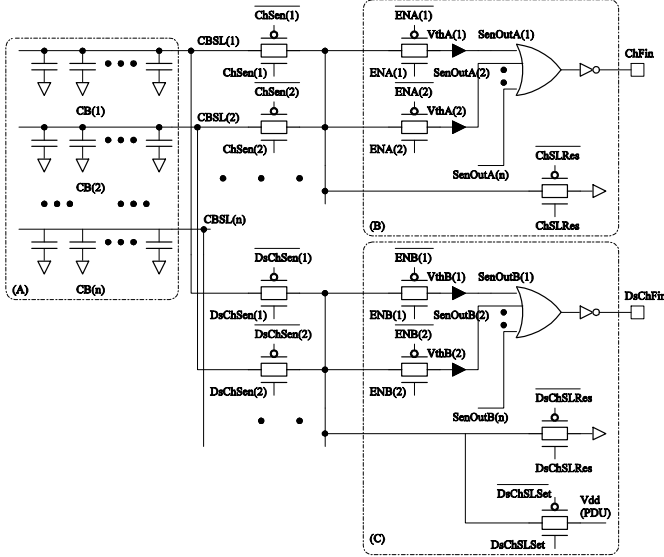 ChSen(1)
ENA(1)
CBSL(1)
VthA(1)
SenOutA(1)
ChFin
ChSen(1)
ENA(1)
SenOutA(2)
CB(1)
ChSen(2)
ENA(2)
CBSL(2)
VthA(2)
ChSen(2)
ENA(2)
CB(2)
SenOutA(n)
ChSLRes
CBSL(n)
(B)
ChSLRes
DsChSen(1)
ENB(1)
VthB(1)
SenOutB(1)
(A)
CB(n)
DsChFin
DsChSen(1)
ENB(1)
SenOutB(2)
DsChSen(2)
ENB(2)
VthB(2)
DsChSen(2)
ENB(2)
SenOutB(n)
DsChSLRes
DsChSLRes
DsChSLSet
Vdd
(PDU)
(C)
DsChSLSet